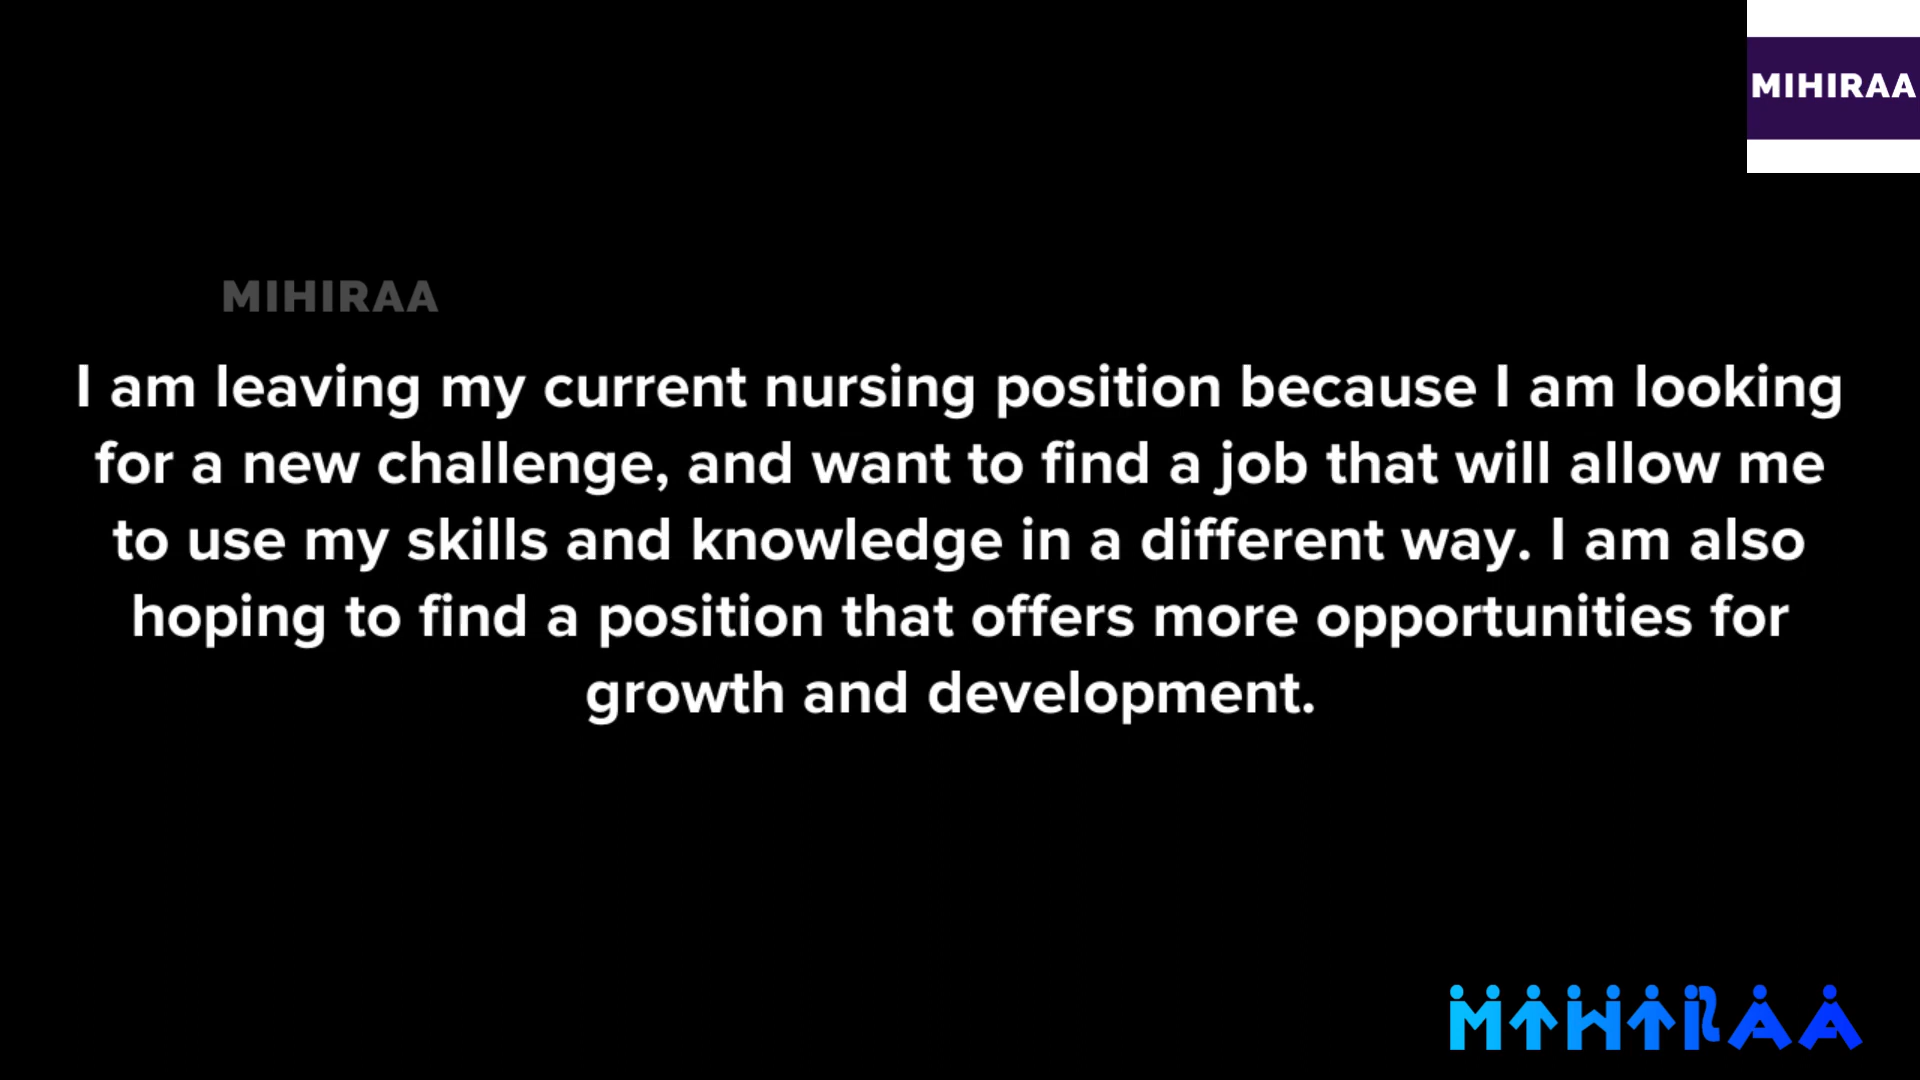 MIHIRAA
MIHIRAA
I am leaving my current nursing position because I am looking
for a new challenge, and want to find a job that will allow me
to use my skills and knowledge in a different way. I am also
hoping to find a position that offers more opportunities for
growth and development.
MIHIRAA